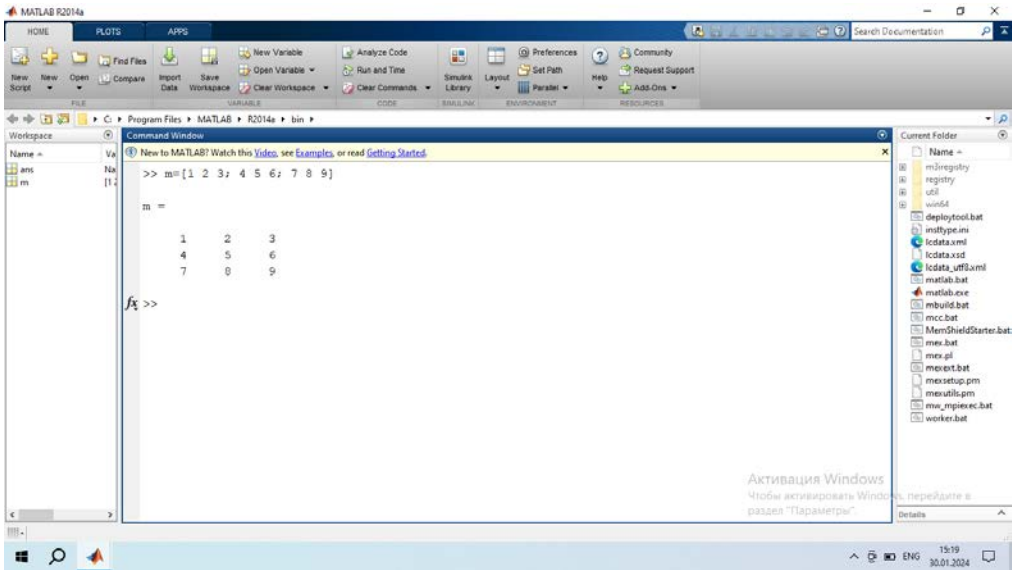 MATLAB R2014a
HOME PLOTS APPS
Search Documentation
New Script
New
Open
Find Files
Compare
Import Data
Save Workspace
New Variable
Open Variable
Clear Workspace
Analyze Code
Run and Time
Clear Commands
Simulink Library
Layout
Preferences
Set Path
Parallel
Help
Community
Request Support
Add-Ons
FILE VARIABLE CODE SIMULINK ENVIRONMENT RESOURCES
C: Program Files MATLAB R2014a bin
Workspace
Name Va
ans Na
m [1 2
Command Window
New to MATLAB? Watch this Video, see Examples, or read Getting Started.
>> m=[1 2 3; 4 5 6; 7 8 9]
m =
1 2 3
4 5 6
7 8 9
fx >>
Current Folder
Name
m3iregistry
registry
util
win64
deploytool.bat
insttype.ini
lcdata.xml
lcdata.xsd
lcdata_utf8.xml
matlab.bat
matlab.exe
mbuild.bat
mcc.bat
MemShieldStarter.bat
mex.bat
mex.pl
mexext.bat
mexsetup.pm
mexutils.pm
mw_mpiexec.bat
worker.bat
Details
Активация Windows
Чтобы активировать Windows, перейдите в
раздел "Параметры".
ENG
15:19
30.01.2024